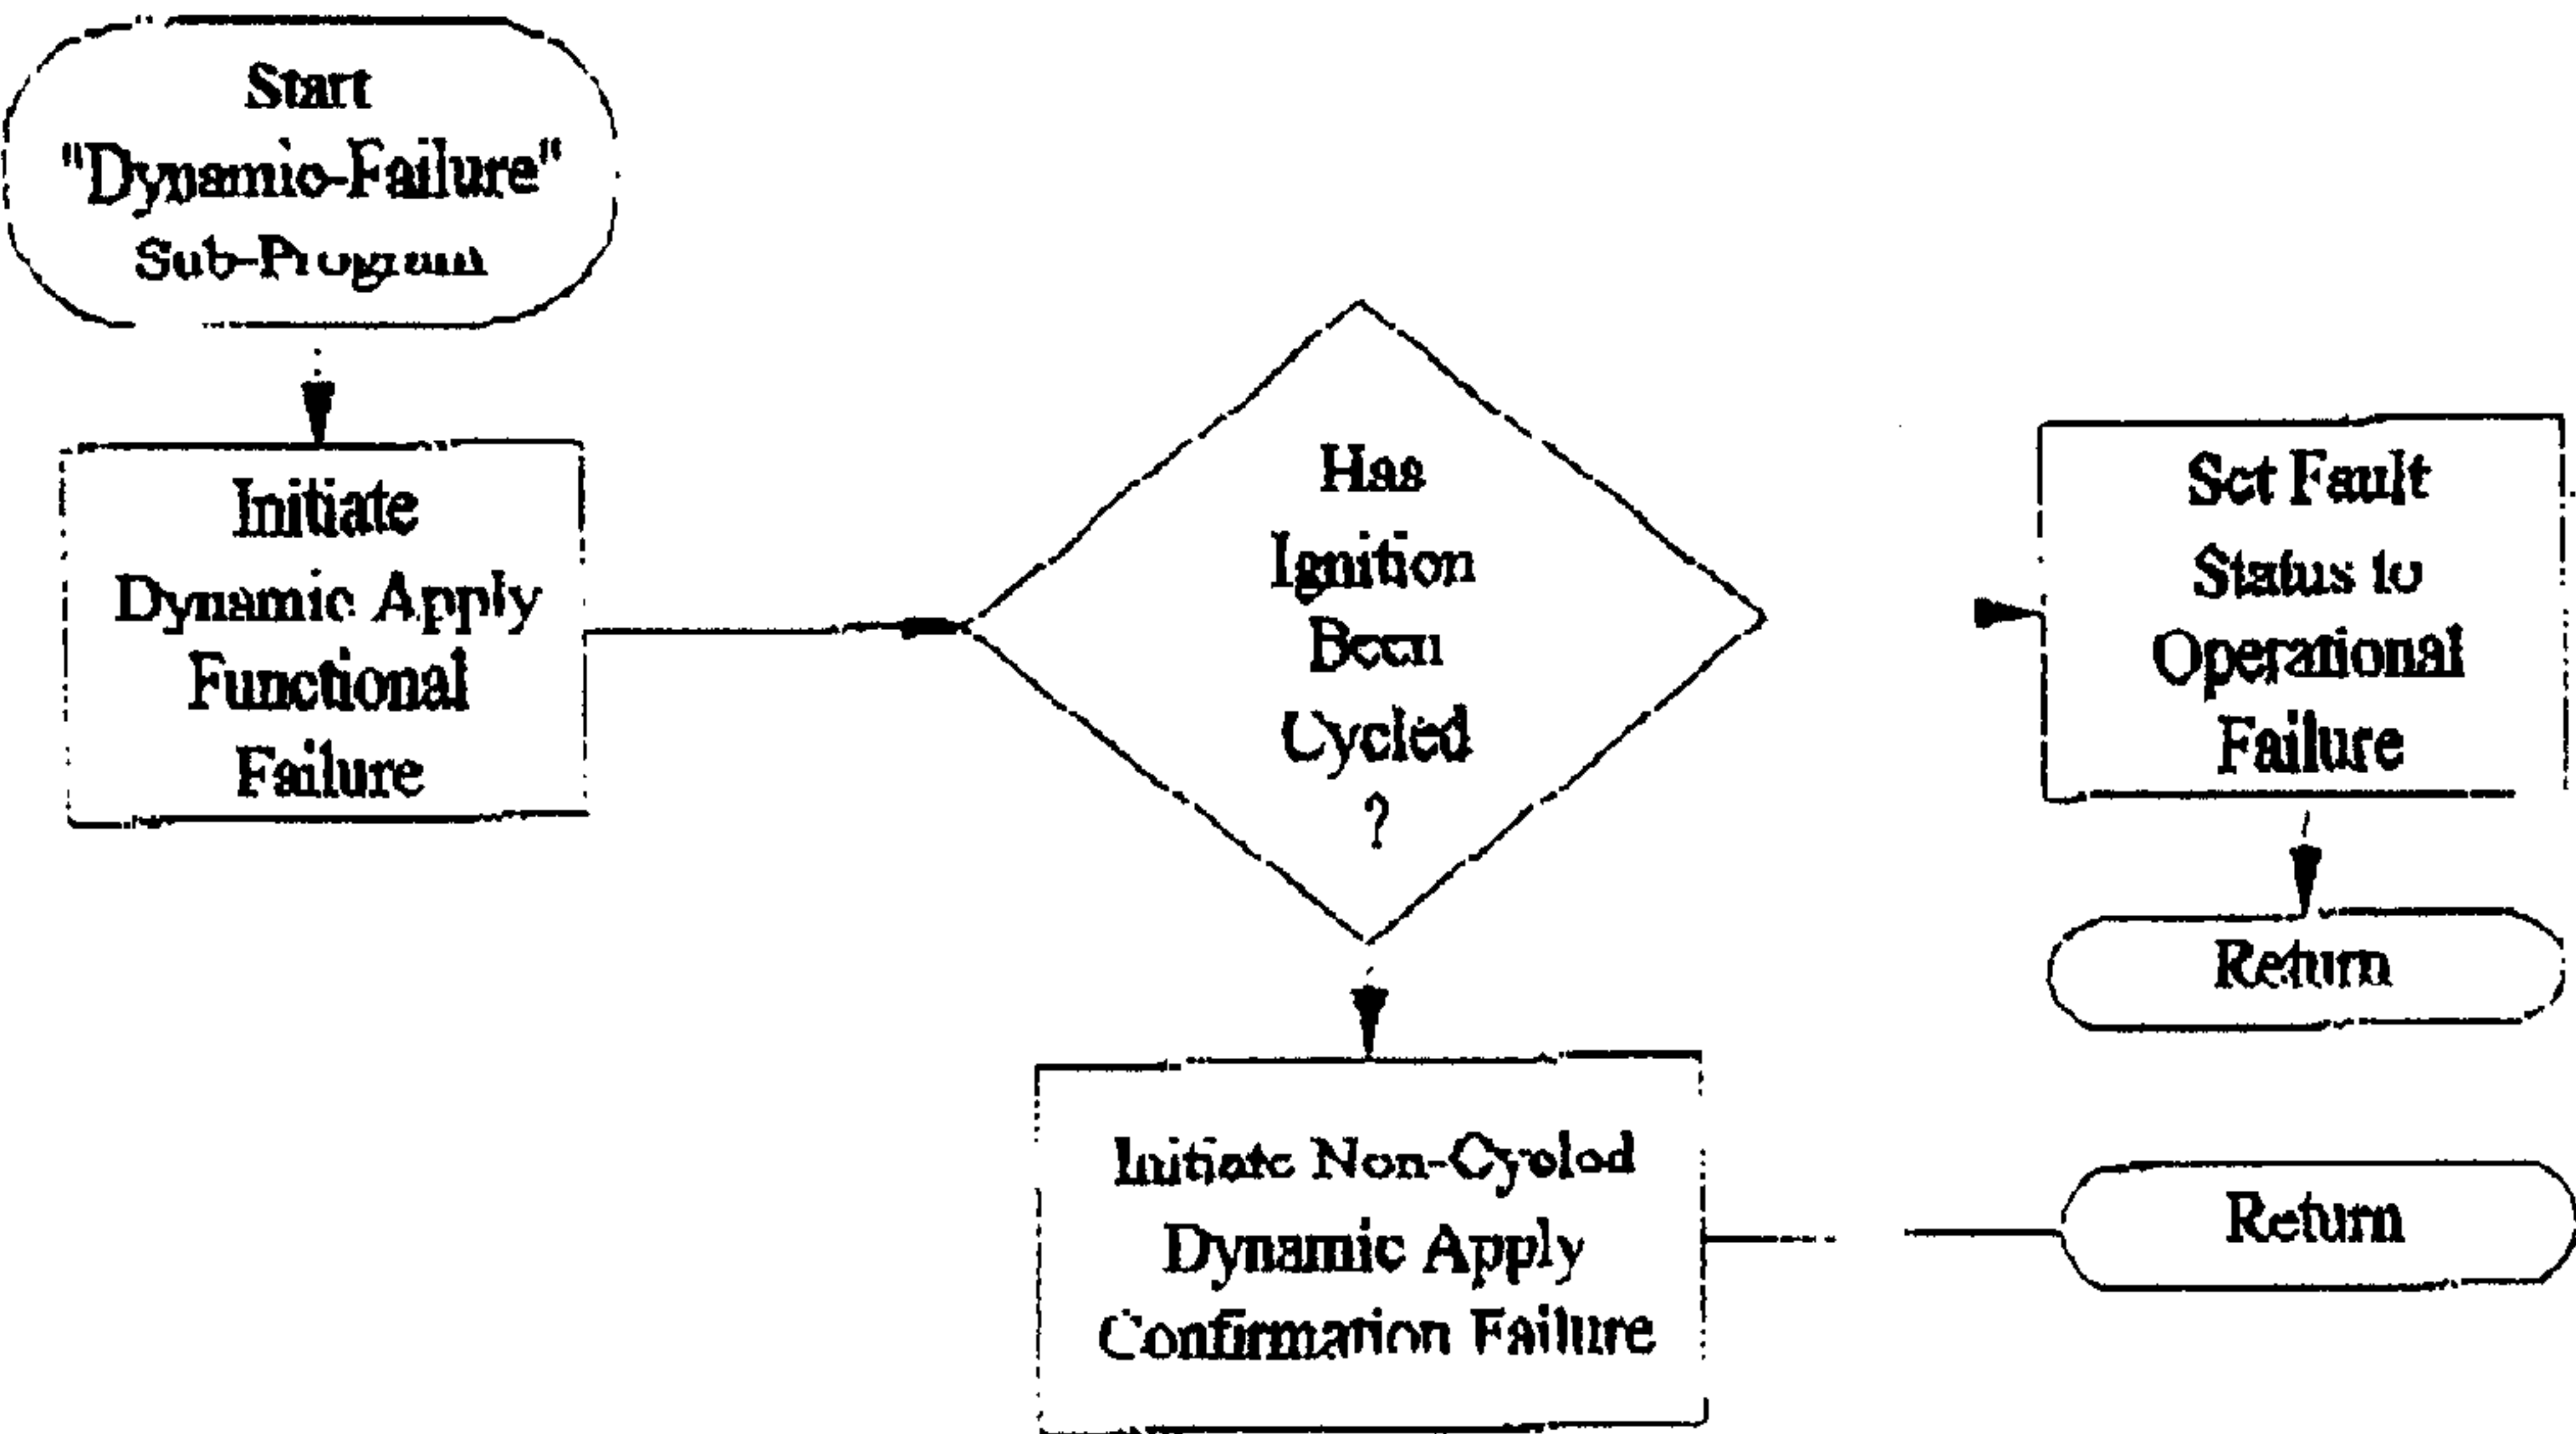 Start
"Dynamic-Failure"
Sub-Program
Initiate
Dynamic Apply
Functional
Failure
Has
Ignition
Been
Cycled
?
Set Fault
Status to
Operational
Failure
Return
Initiate Non-Cycled
Dynamic Apply
Confirmation Failure
Return